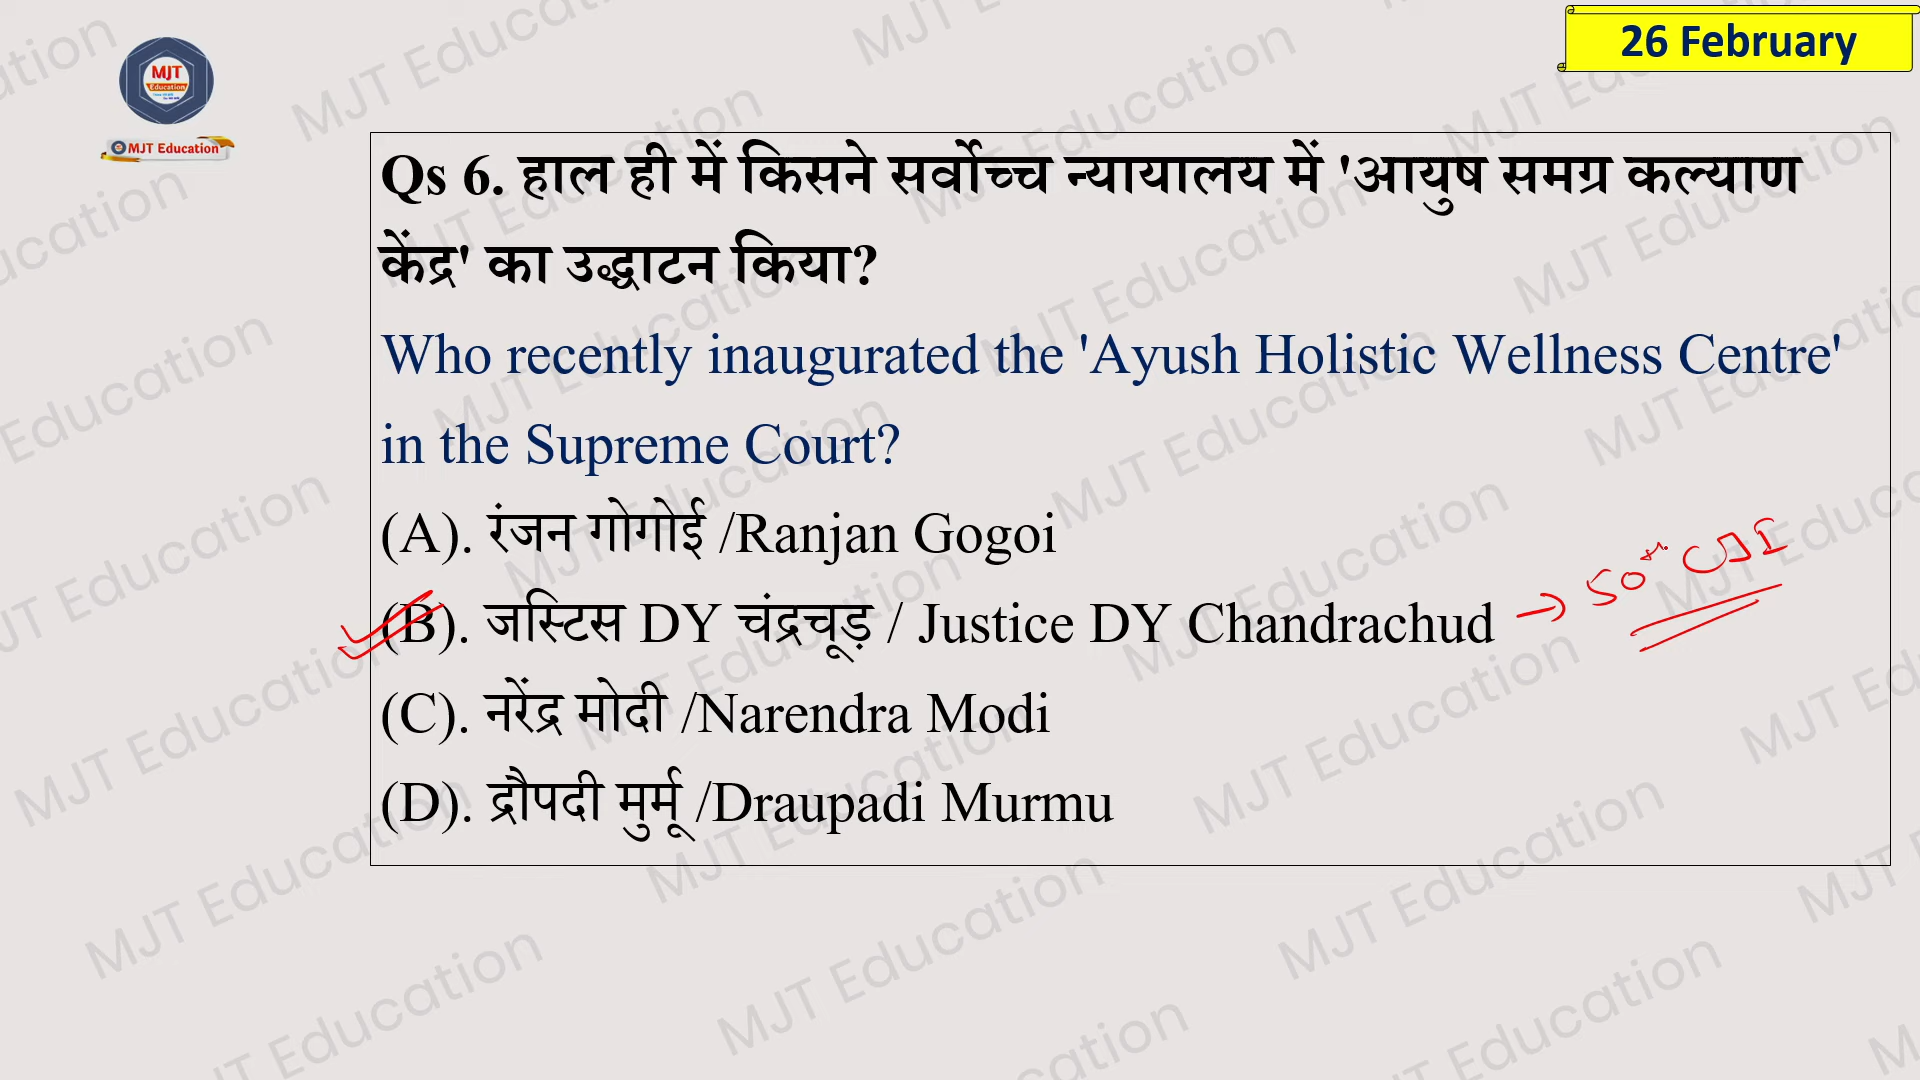 26 February
MJT
Education
MJT Education
Qs 6. हाल ही में किसने सर्वोच्च न्यायालय में 'आयुष समग्र कल्याण
केंद्र' का उद्घाटन किया?
Who recently inaugurated the 'Ayush Holistic Wellness Centre'
in the Supreme Court?
(A). रंजन गोगोई /Ranjan Gogoi
(B). जस्टिस DY चंद्रचूड़ / Justice DY Chandrachud → 50th CJI
(C). नरेंद्र मोदी /Narendra Modi
(D). द्रौपदी मुर्मू /Draupadi Murmu